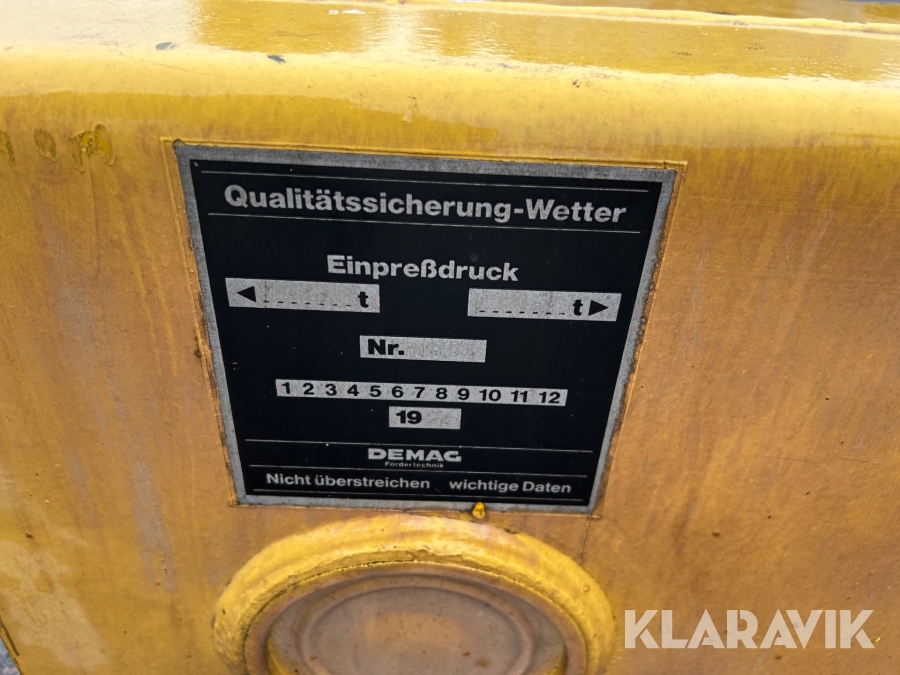 Qualitätssicherung-Wetter
Einpreßdruck
◀.......t .......t▶
Nr.
1 2 3 4 5 6 7 8 9 10 11 12
19
DEMAG
Fördertechnik
Nicht überstreichen wichtige Daten
KLARAVIK